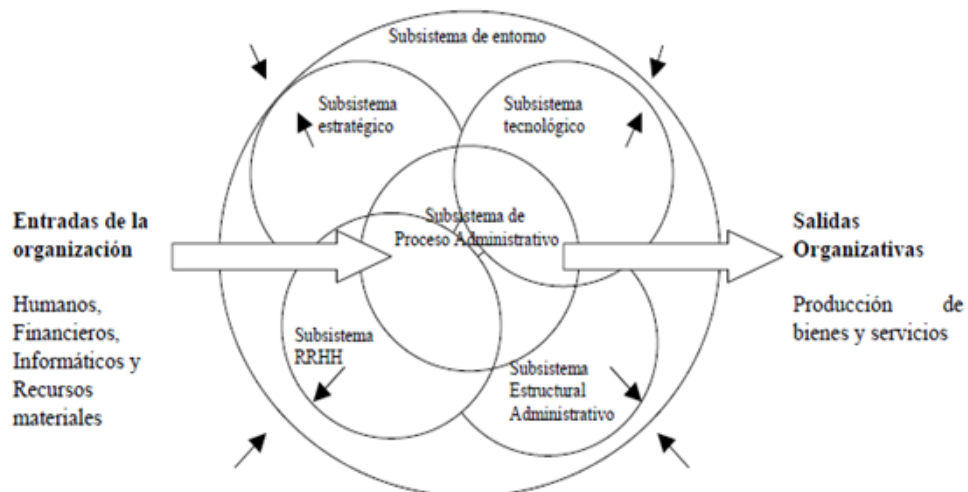 Subsistema de entorno
Subsistema
estratégico
Subsistema
tecnológico
Entradas de la
organización
Humanos,
Financieros,
Informáticos y
Recursos
materiales
Subsistema de
Proceso Administrativo
Subsistema
RRHH
Subsistema
Estructural
Administrativo
Salidas
Organizativas
Producción de
bienes y servicios